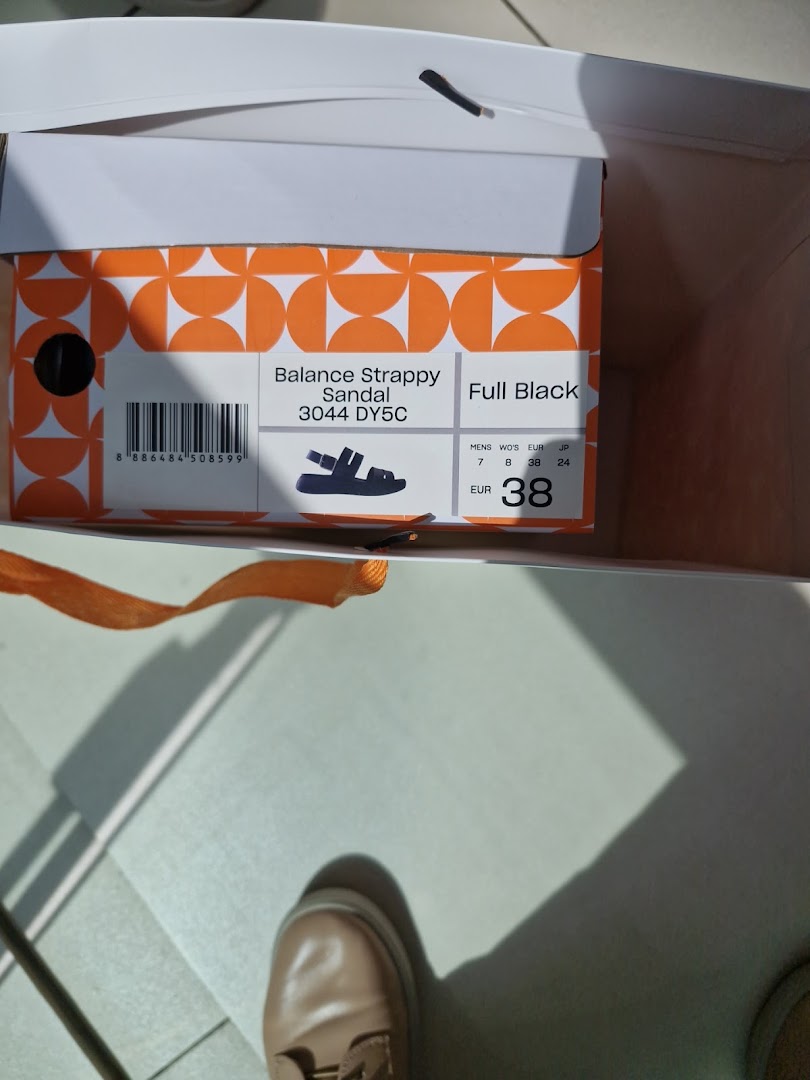 Balance Strappy
Sandal
3044 DY5C
Full Black
8 886484 508599
MENS WO'S EUR JP
7 8 38 24
EUR 38